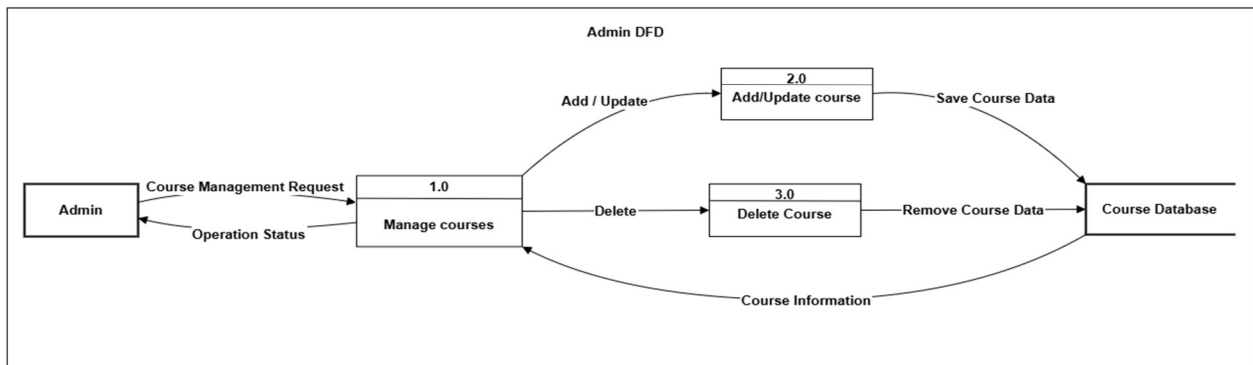 Admin DFD
2.0
Add / Update
Add/Update course
Save Course Data
Course Management Request
1.0
3.0
Admin
Delete
Delete Course
Remove Course Data
Course Database
Manage courses
Operation Status
Course Information